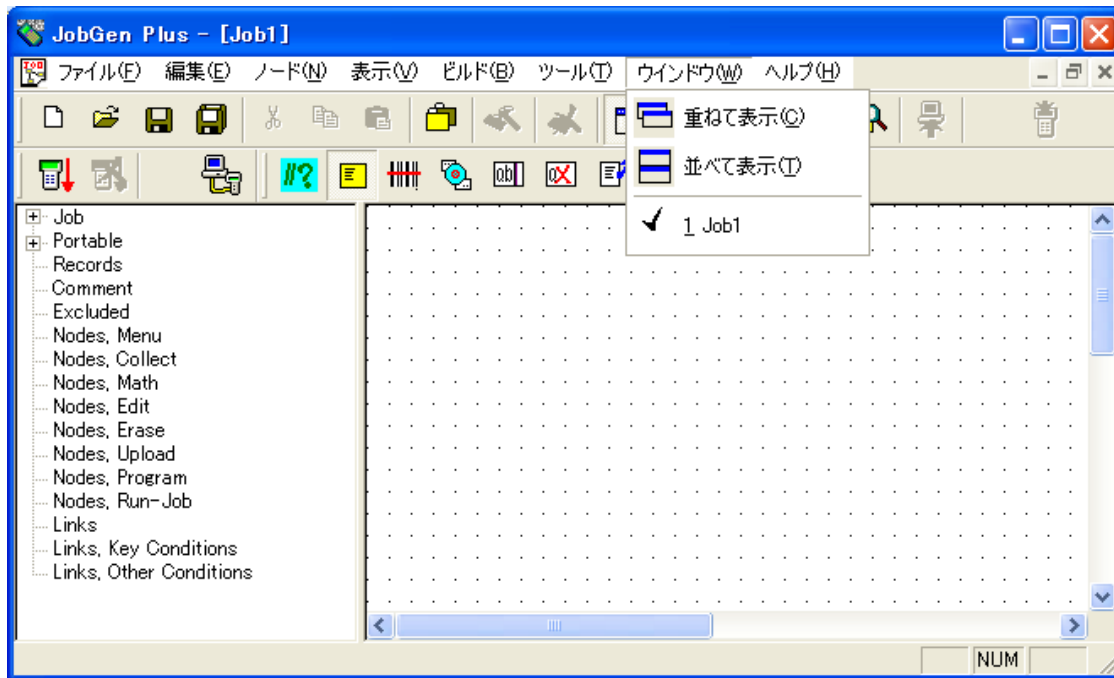 JobGen Plus - [Job1]
ファイル(F) 編集(E) ノード(N) 表示(V) ビルド(B) ツール(T) ウインドウ(W) ヘルプ(H)
重ねて表示(C)
並べて表示(T)
1 Job1
Job
Portable
Records
Comment
Excluded
Nodes, Menu
Nodes, Collect
Nodes, Math
Nodes, Edit
Nodes, Erase
Nodes, Upload
Nodes, Program
Nodes, Run-Job
Links
Links, Key Conditions
Links, Other Conditions
NUM